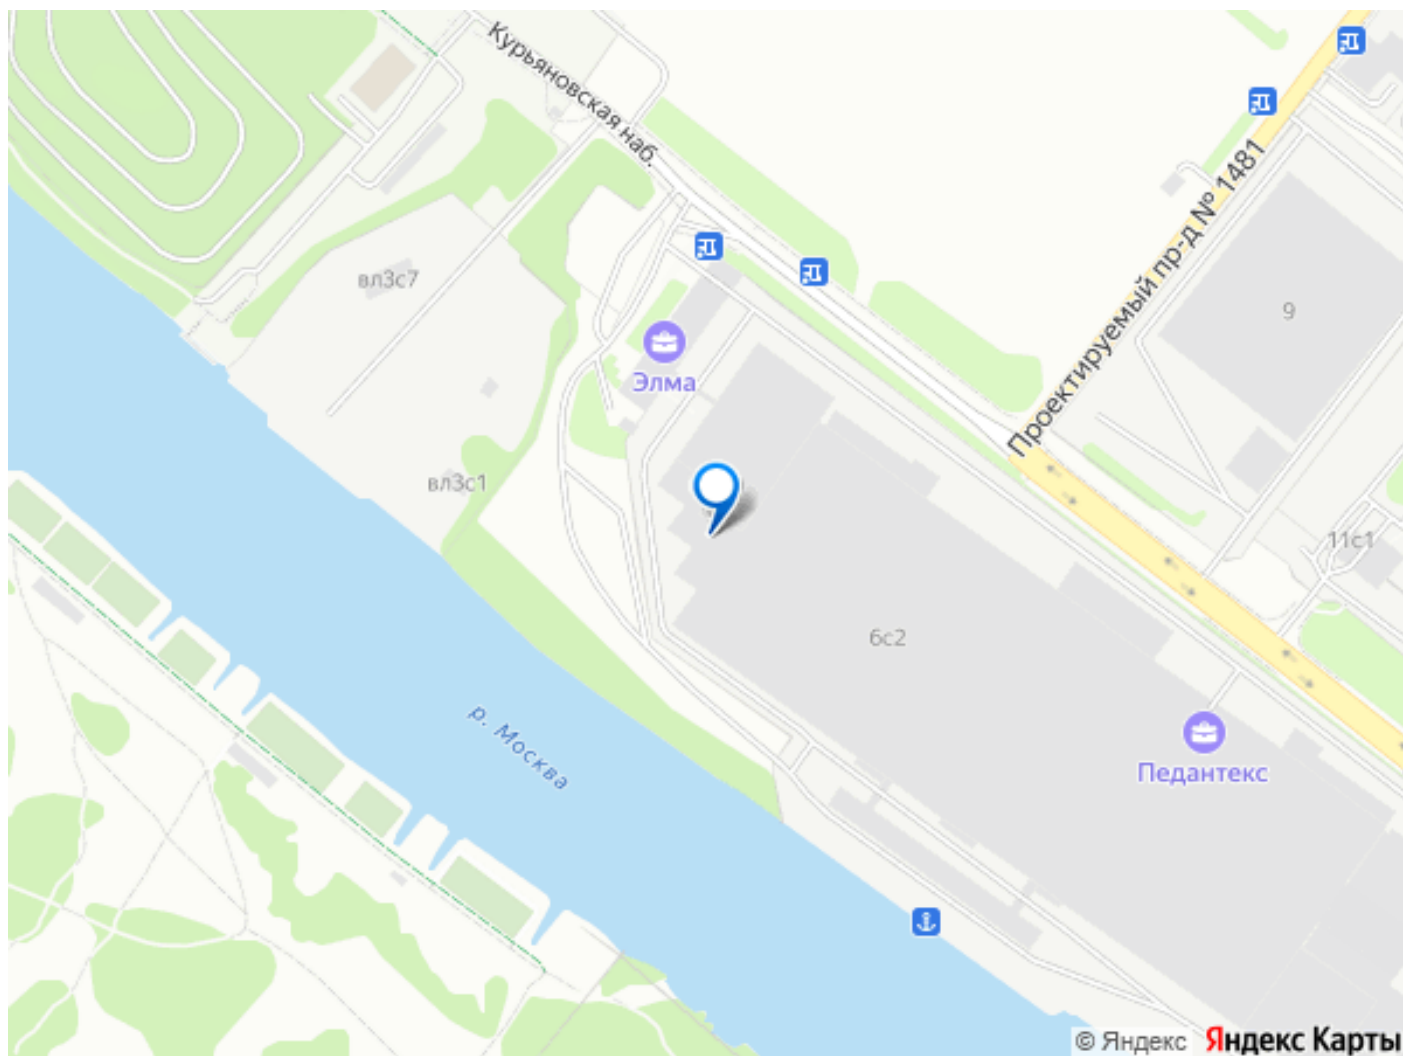 Курьяновская наб.
Проектируемый пр-д № 1481
вл3с7
9
Элма
вл3с1
11с1
6с2
р. Москва
Педантекс
© Яндекс Яндекс Карты